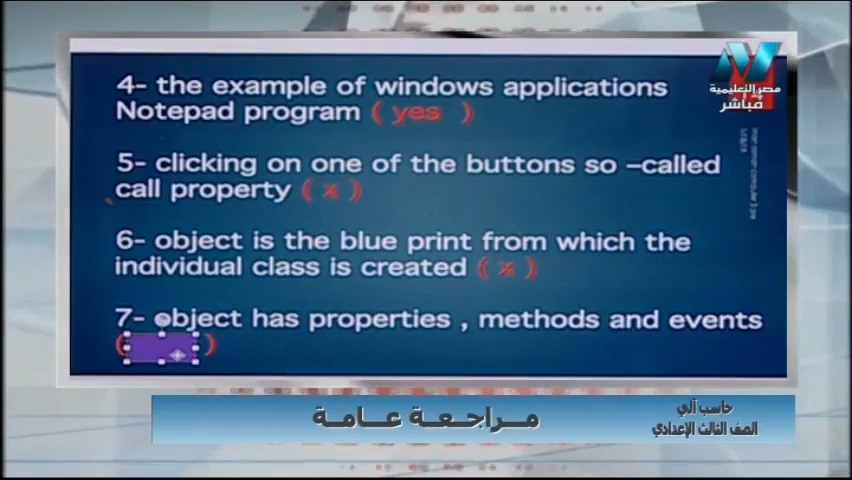 4- the example of windows applications
Notepad program ( yes )
5- clicking on one of the buttons so –called
call property ( x )
6- object is the blue print from which the
individual class is created ( x )
7- object has properties , methods and events
( )
مصر التعليمية
مباشر
مراجعة عامة
حاسب آلي
الصف الثالث الإعدادي